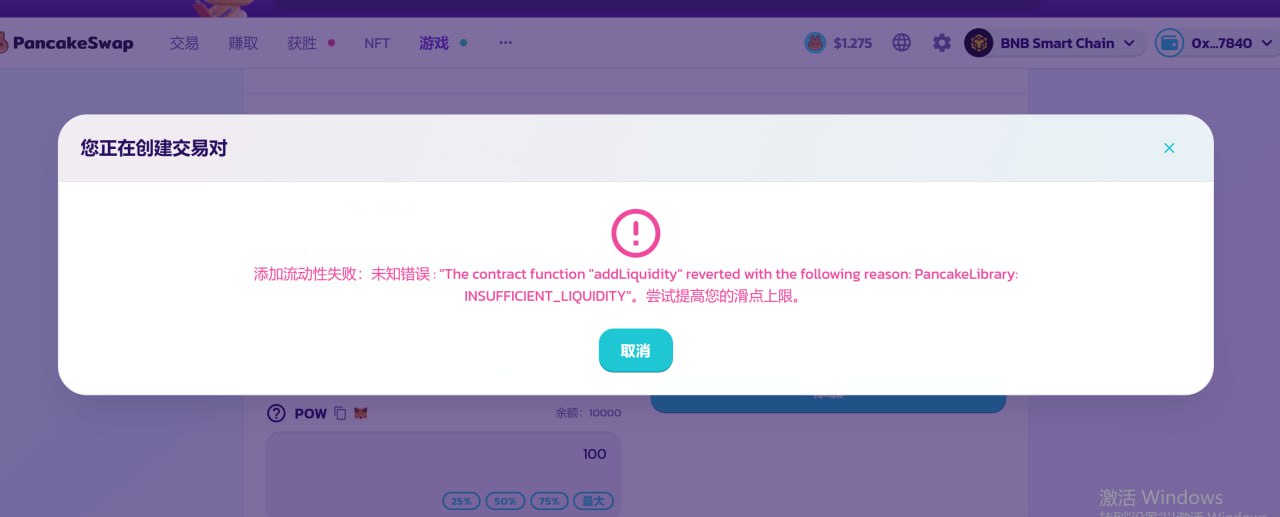 PancakeSwap 交易 赚取 获胜 NFT 游戏 ··· $1.275 BNB Smart Chain 0x...7840
您正在创建交易对
添加流动性失败：未知错误 : "The contract function "addLiquidity" reverted with the following reason: PancakeLibrary:
INSUFFICIENT_LIQUIDITY"。尝试提高您的滑点上限。
取消
POW 余额：10000
100
25% 50% 75% 最大
激活 Windows